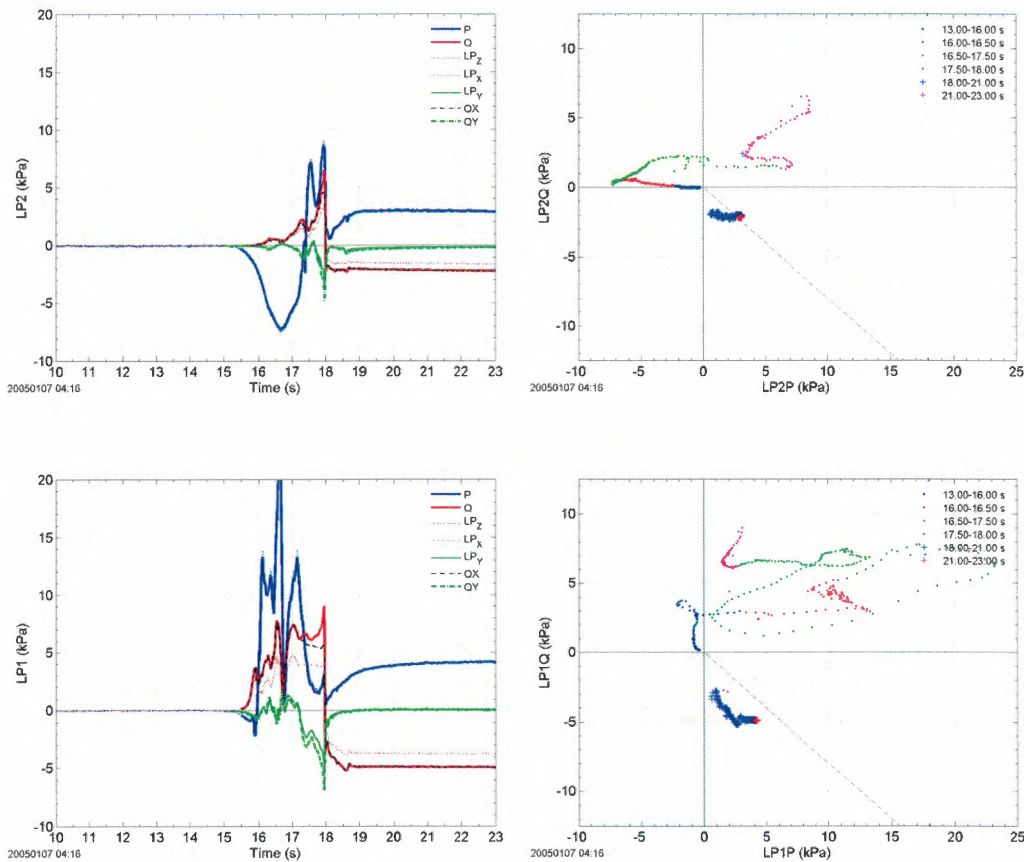 20
15
10
5
0
-5
-10
LP2 (kPa)
P
Q
LPZ
LPX
LPY
QX
QY
10 11 12 13 14 15 16 17 18 19 20 21 22 23
Time (s)
20050107 04:16
10
5
0
-5
-10
LP2Q (kPa)
13.00-16.00 s
16.00-16.50 s
16.50-17.50 s
17.50-18.00 s
18.00-21.00 s
21.00-23.00 s
-10 -5 0 5 10 15 20 25
LP2P (kPa)
20050107 04:16
20
15
10
5
0
-5
-10
LP1 (kPa)
P
Q
LPZ
LPX
LPY
QX
QY
10 11 12 13 14 15 16 17 18 19 20 21 22 23
Time (s)
20050107 04:16
10
5
0
-5
-10
LP1Q (kPa)
13.00-16.00 s
16.00-16.50 s
16.50-17.50 s
17.50-18.00 s
18.00-21.00 s
21.00-23.00 s
-10 -5 0 5 10 15 20 25
LP1P (kPa)
20050107 04:16